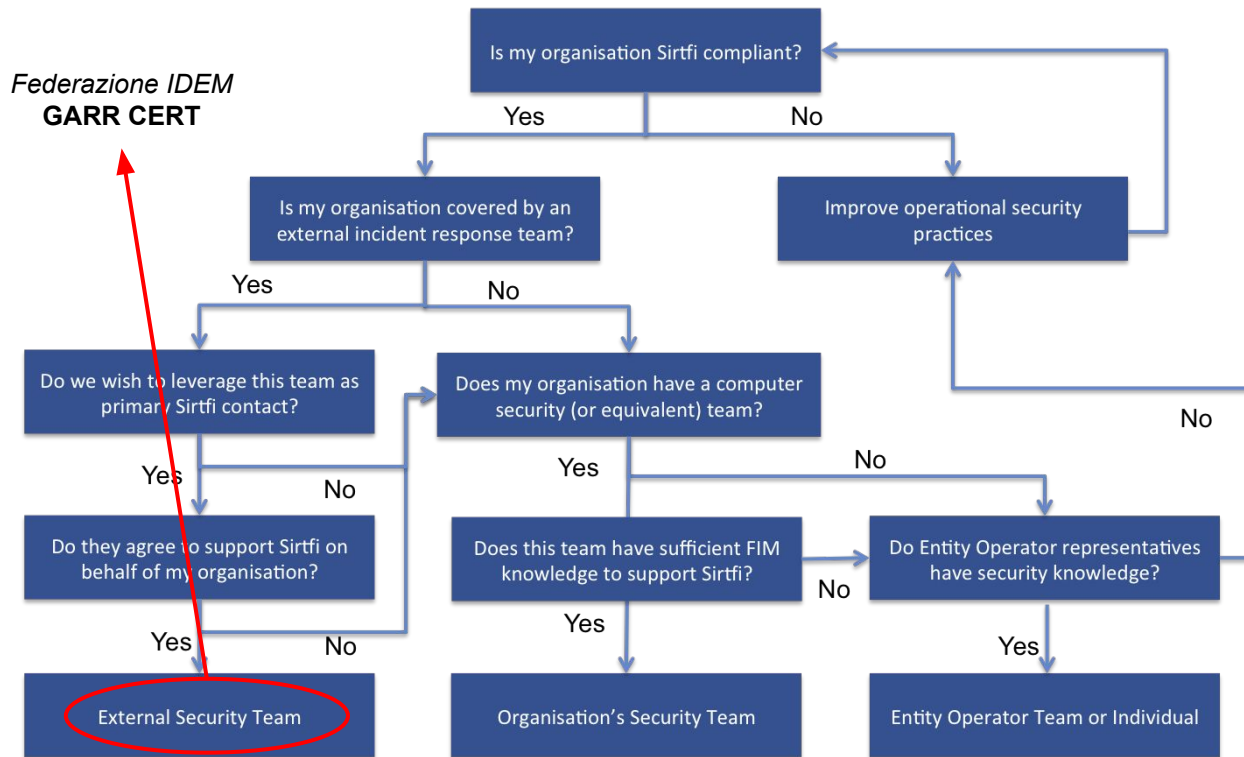 Is my organisation Sirtfi compliant?
Federazione IDEM
GARR CERT
Yes
No
Is my organisation covered by an
external incident response team?
Improve operational security
practices
Yes
No
Do we wish to leverage this team as
primary Sirtfi contact?
Does my organisation have a computer
security (or equivalent) team?
No
Yes
No
Yes
No
Do they agree to support Sirtfi on
behalf of my organisation?
Does this team have sufficient FIM
knowledge to support Sirtfi?
Do Entity Operator representatives
have security knowledge?
No
Yes
No
Yes
Yes
External Security Team
Organisation's Security Team
Entity Operator Team or Individual